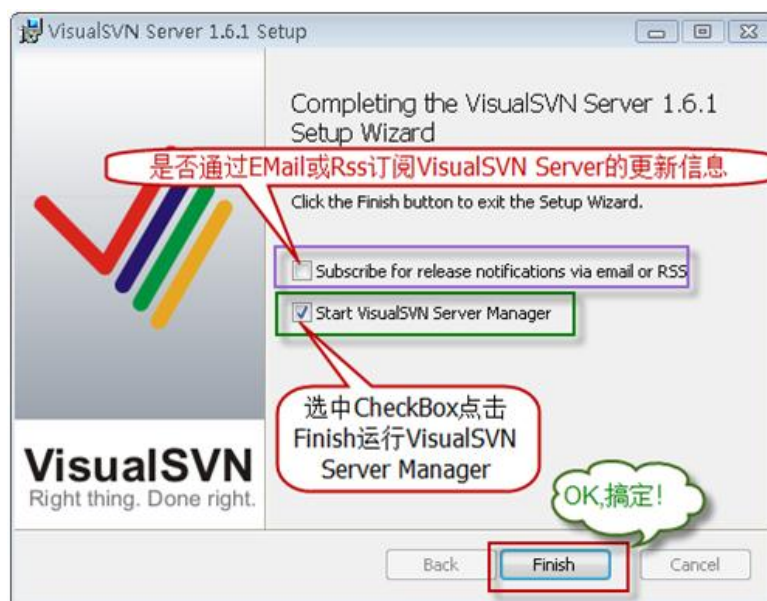 VisualSVN Server 1.6.1 Setup
Completing the VisualSVN Server 1.6.1
Setup Wizard
是否通过EMail或Rss订阅VisualSVN Server的更新信息
Click the Finish button to exit the Setup Wizard.
Subscribe for release notifications via email or RSS
Start VisualSVN Server Manager
选中CheckBox点击
Finish运行VisualSVN
Server Manager
VisualSVN
Right thing. Done right.
OK,搞定!
Back
Finish
Cancel